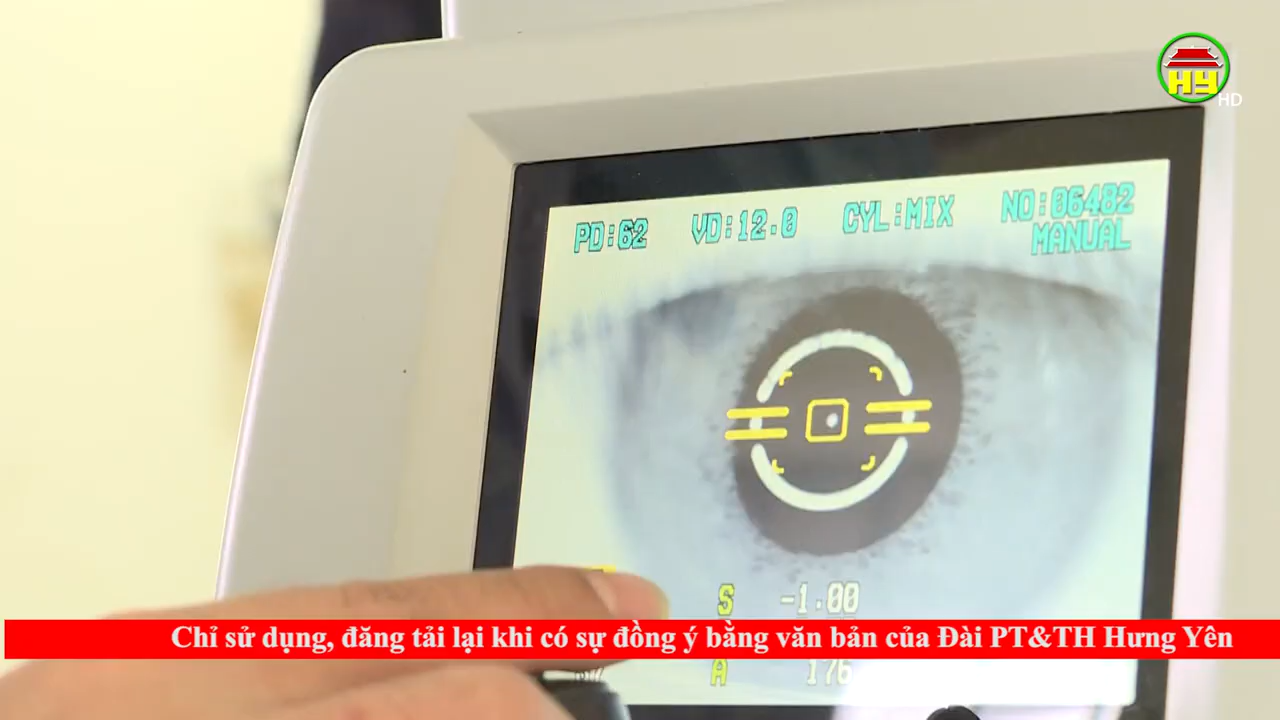 HY
HD
PD:62 VD:12.0 CYL:MIX NO:06482
MANUAL
S -1.00
Chỉ sử dụng, đăng tải lại khi có sự đồng ý bằng văn bản của Đài PT&TH Hưng Yên
A 176